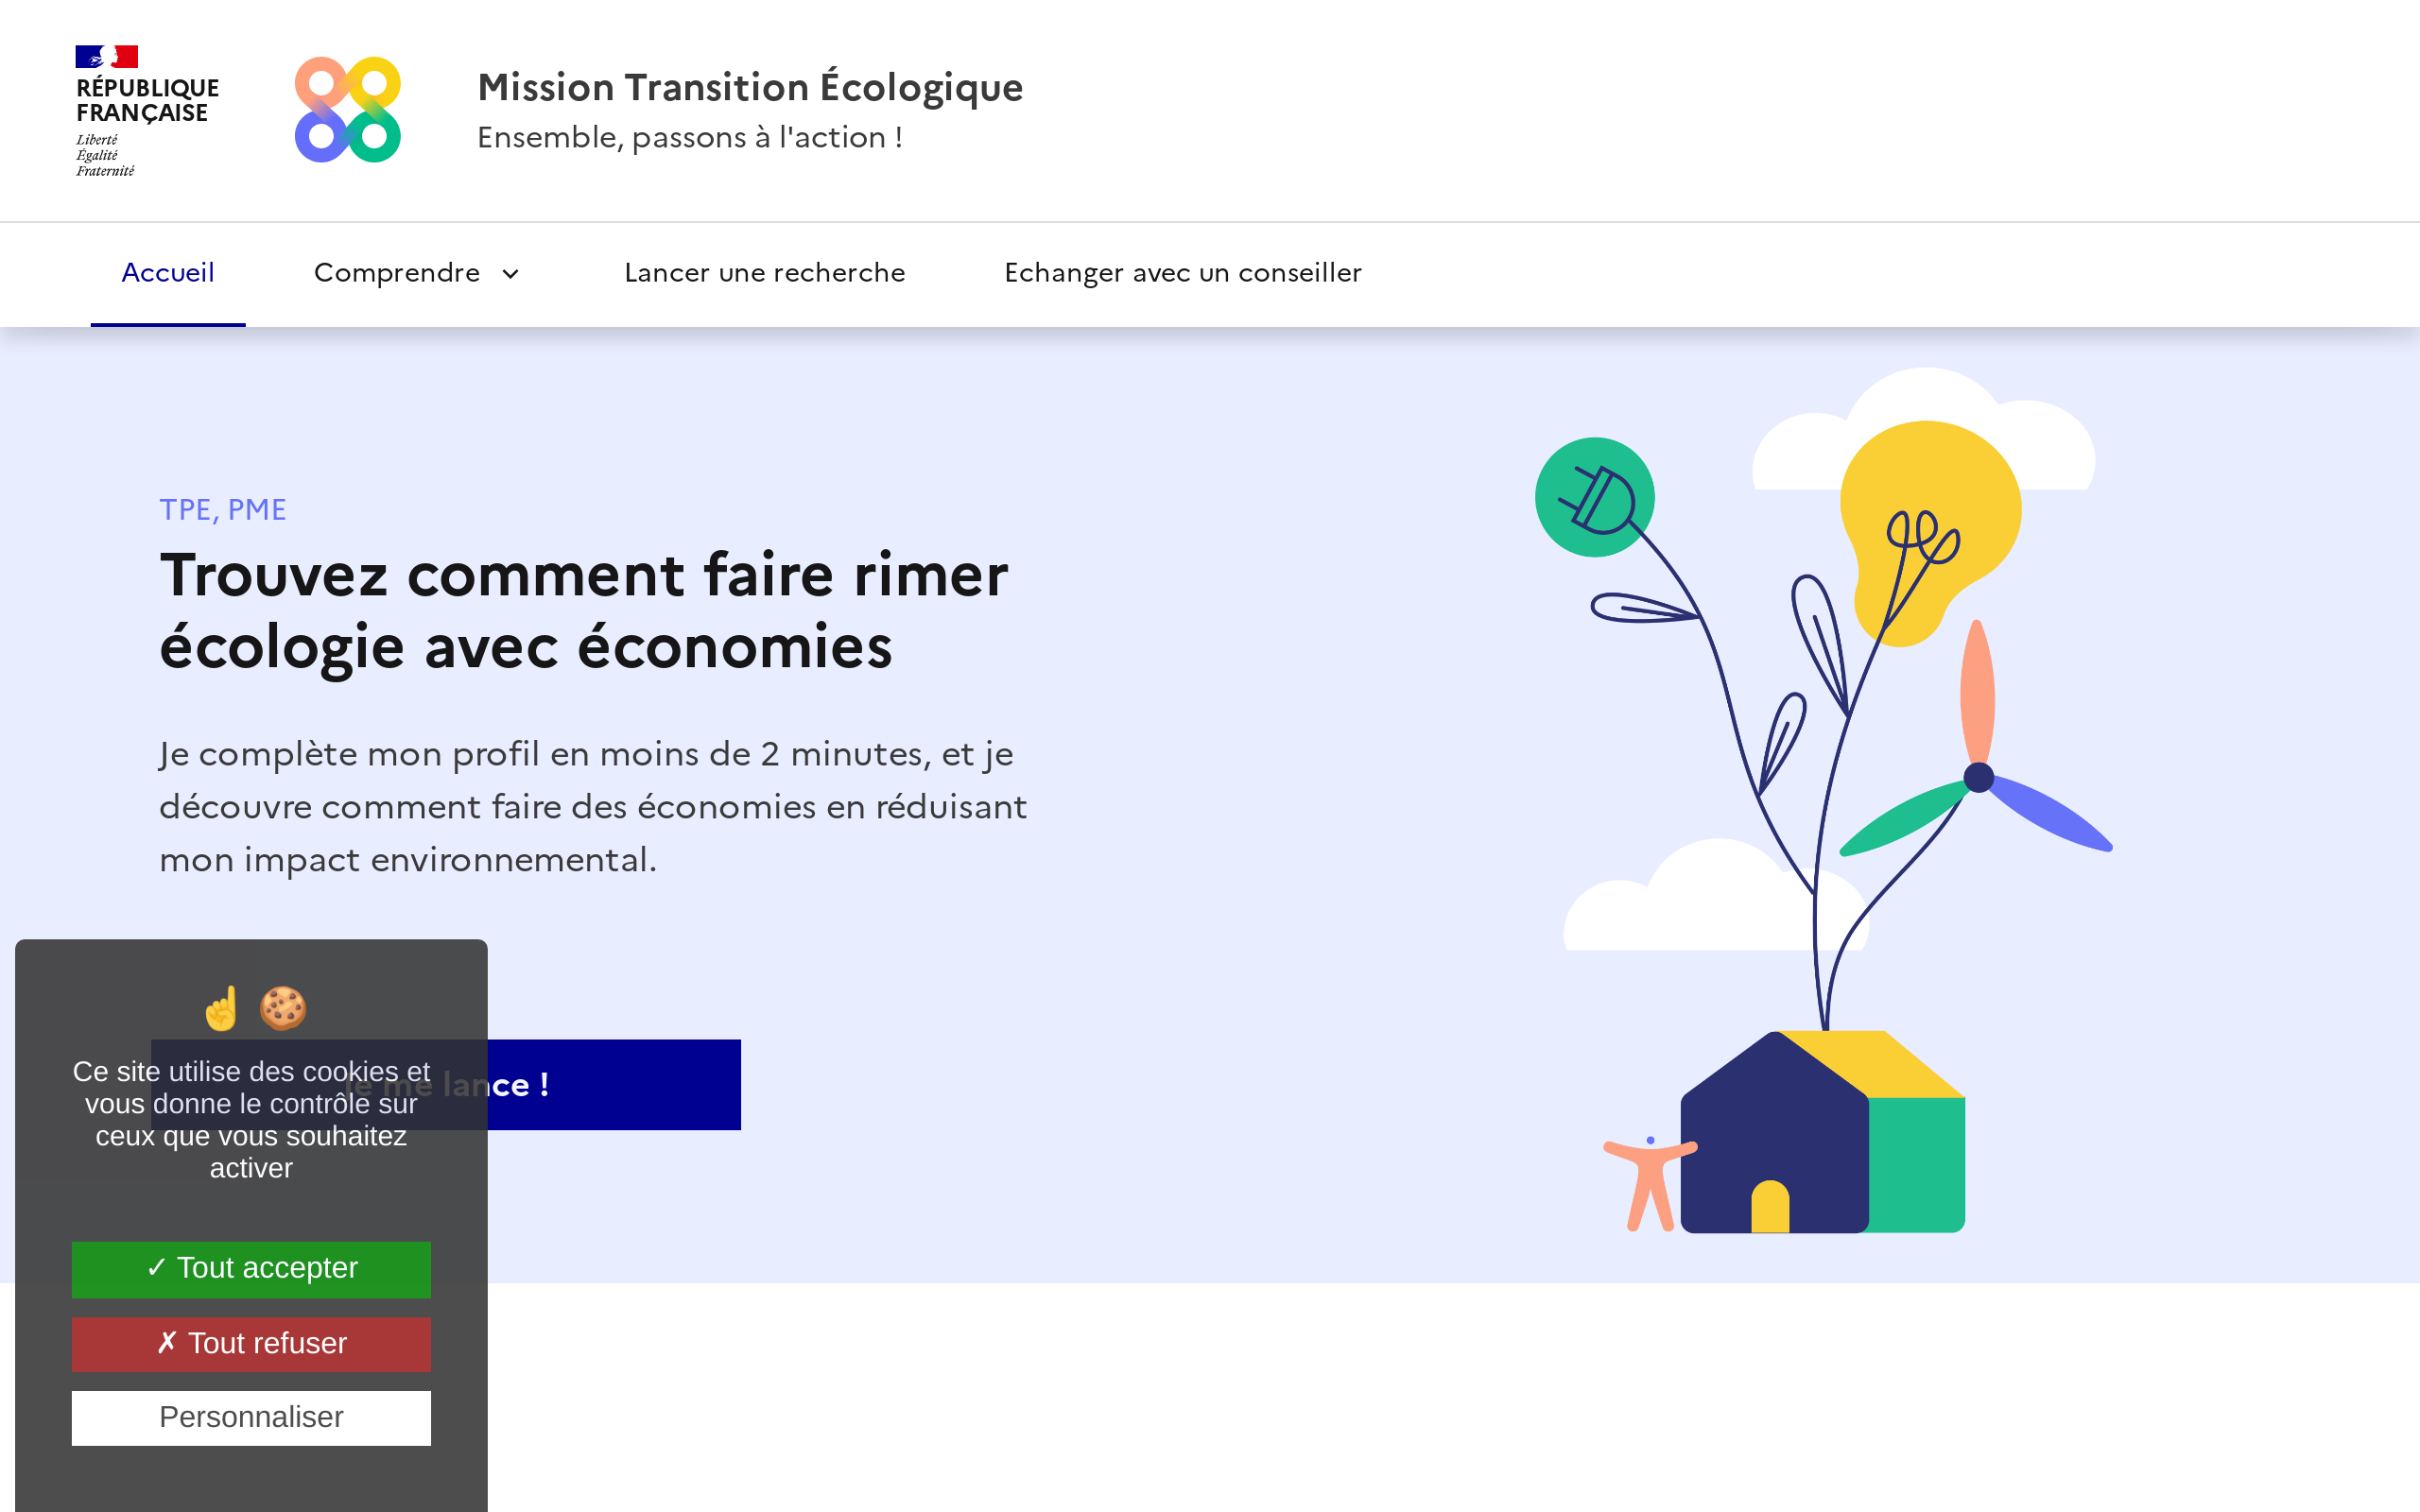 RÉPUBLIQUE
FRANÇAISE
Liberté
Égalité
Fraternité
Mission Transition Écologique
Ensemble, passons à l'action !
Accueil
Comprendre
Lancer une recherche
Echanger avec un conseiller
TPE, PME
Trouvez comment faire rimer
écologie avec économies
Je complète mon profil en moins de 2 minutes, et je
découvre comment faire des économies en réduisant
mon impact environnemental.
Je me lance !
☝️ 🍪
Ce site utilise des cookies et
vous donne le contrôle sur
ceux que vous souhaitez
activer
✓ Tout accepter
✗ Tout refuser
Personnaliser